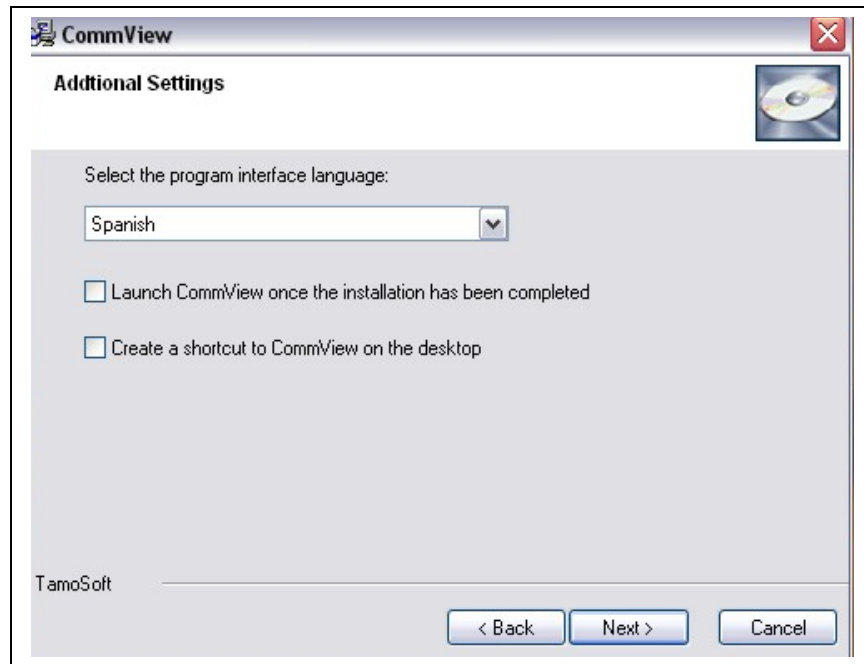 CommView
Addtional Settings
Select the program interface language:
Spanish
Launch CommView once the installation has been completed
Create a shortcut to CommView on the desktop
TamoSoft
< Back
Next >
Cancel